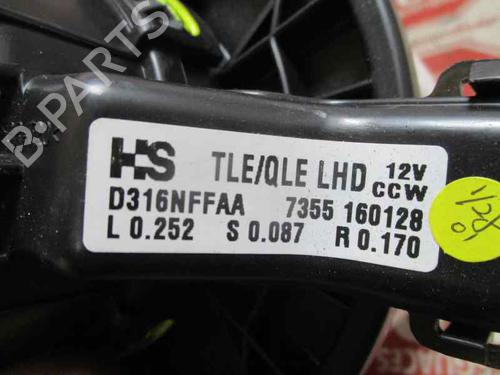 HS TLE/QLE LHD 12V CCW
D316NFFAA 7355 160128
L 0.252 S 0.087 R 0.170
B-PARTS